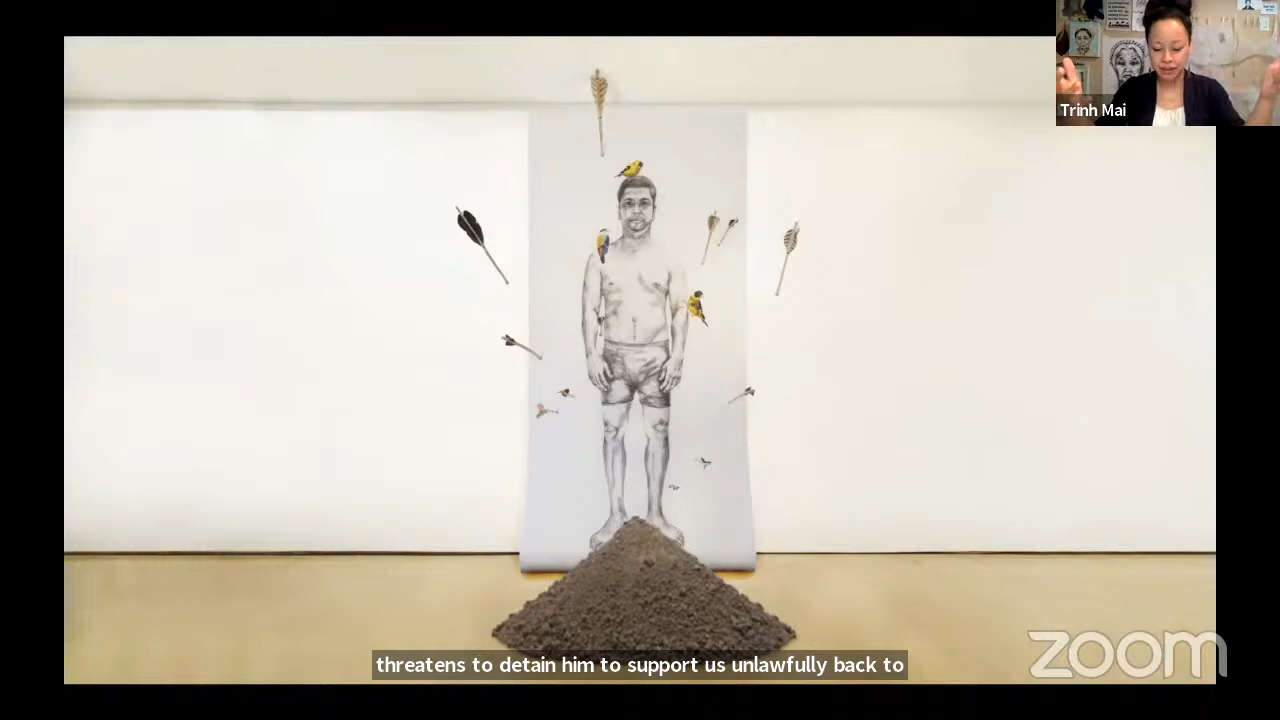 Trinh Mai
threatens to detain him to support us unlawfully back to
zoom